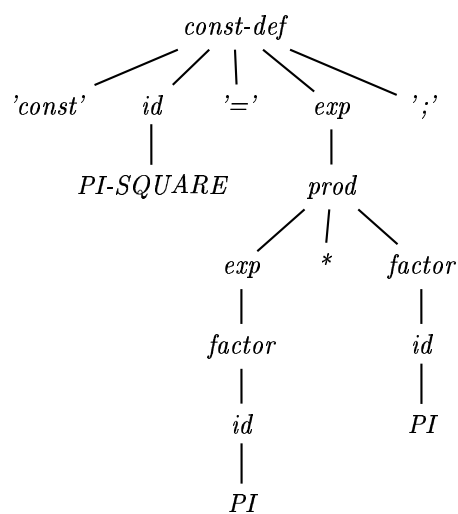 const-def
'const' id '=' exp ';'
PI-SQUARE prod
exp * factor
factor id
id PI
PI